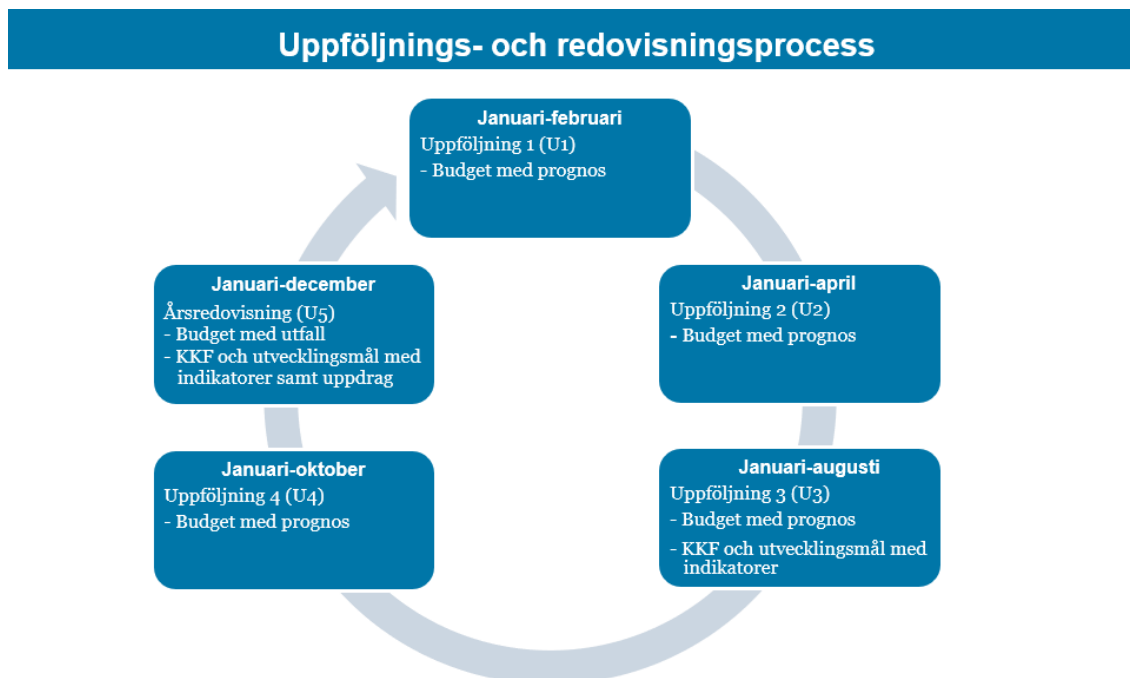 Uppföljnings- och redovisningsprocess
Januari-februari
Uppföljning 1 (U1)
- Budget med prognos
Januari-april
Uppföljning 2 (U2)
- Budget med prognos
Januari-augusti
Uppföljning 3 (U3)
- Budget med prognos
- KKF och utvecklingsmål med
indikatorer
Januari-oktober
Uppföljning 4 (U4)
- Budget med prognos
Januari-december
Årsredovisning (U5)
- Budget med utfall
- KKF och utvecklingsmål med
indikatorer samt uppdrag